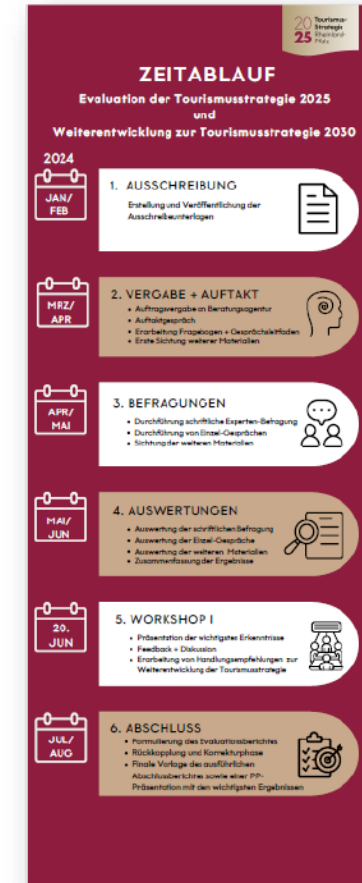 20 Tourismus-
Strategie
25 Rheinland-
Pfalz
ZEITABLAUF
Evaluation der Tourismusstrategie 2025
und
Weiterentwicklung zur Tourismusstrategie 2030
2024
JAN/
FEB
1. AUSSCHREIBUNG
Erstellung und Veröffentlichung der
Ausschreibeunterlagen
MRZ/
APR
2. VERGABE + AUFTAKT
• Auftragsvergabe an Beratungsagentur
• Auftaktgespräch
• Erarbeitung Fragebogen + Gesprächsleitfaden
• Erste Sichtung weiterer Materialien
APR/
MAI
3. BEFRAGUNGEN
• Durchführung schriftliche Experten-Befragung
• Durchführung von Einzel-Gesprächen
• Sichtung der weiteren Materialien
MAI/
JUN
4. AUSWERTUNGEN
• Auswertung der schriftlichen Befragung
• Auswertung der Einzel-Gespräche
• Auswertung der weiteren Materialien
• Zusammenfassung der Ergebnisse
20.
JUN
5. WORKSHOP I
• Präsentation der wichtigsten Erkenntnisse
• Feedback + Diskussion
• Erarbeitung von Handlungsempfehlungen zur
Weiterentwicklung der Tourismusstrategie
JUL/
AUG
6. ABSCHLUSS
• Formulierung des Evaluationsberichtes
• Rückkopplung und Korrekturphase
• Finale Vorlage des ausführlichen
Abschlussberichtes sowie einer PP-
Präsentation mit den wichtigsten Ergebnissen